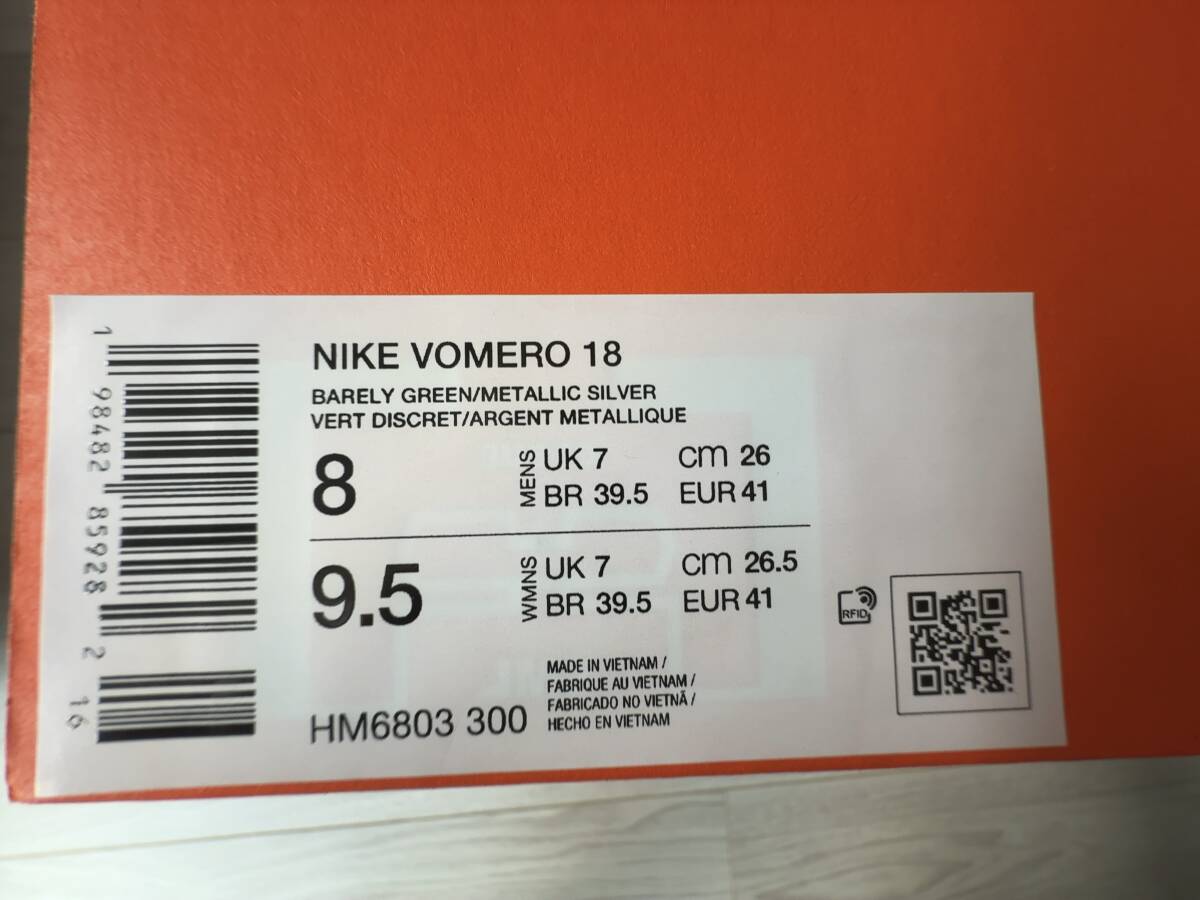 NIKE VOMERO 18
BARELY GREEN/METALLIC SILVER
VERT DISCRET/ARGENT METALLIQUE
8
MENS
UK 7 cm 26
BR 39.5 EUR 41
9.5
WMNS
UK 7 cm 26.5
BR 39.5 EUR 41
RFID
MADE IN VIETNAM /
FABRIQUE AU VIETNAM /
FABRICADO NO VIETNÃ /
HECHO EN VIETNAM
HM6803 300
1 98482 85928 2 16